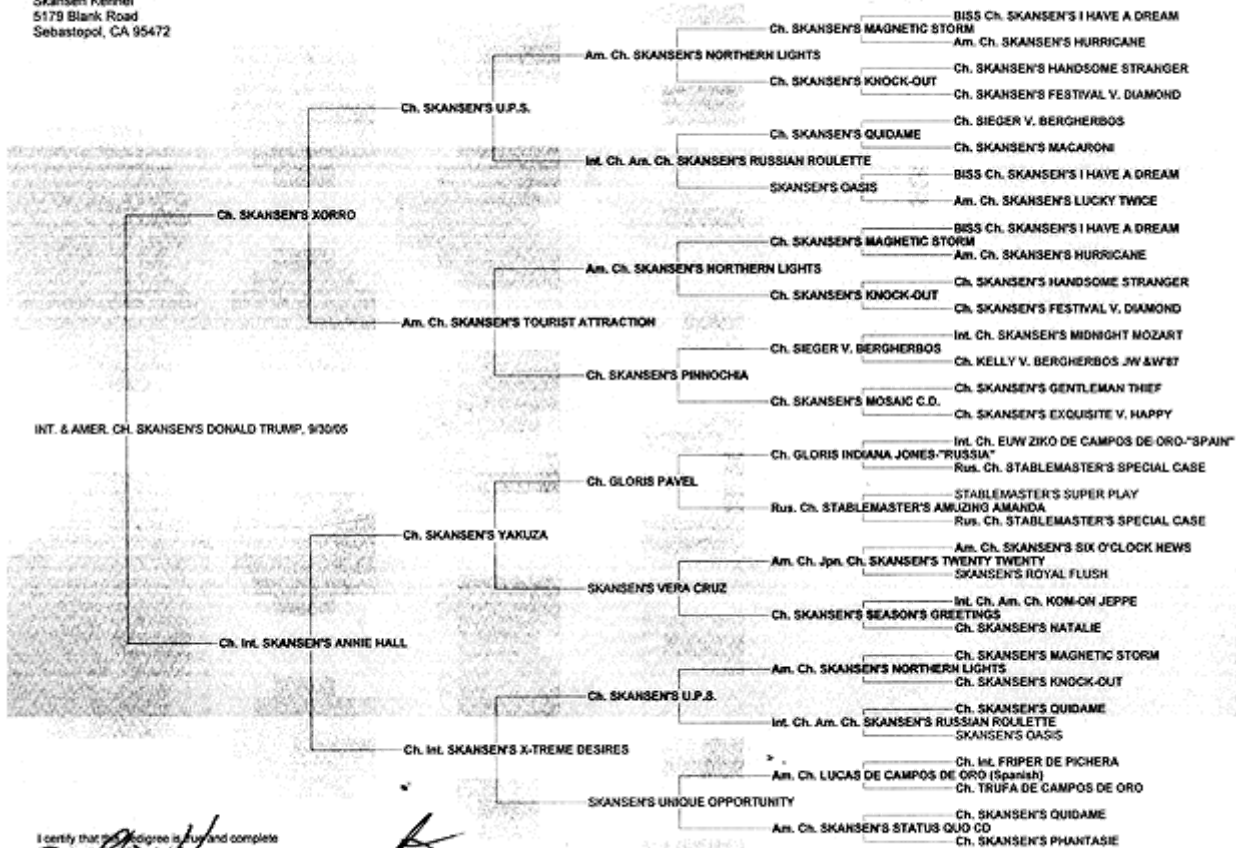 Skansen Kennel
5179 Blank Road
Sebastopol, CA 95472
BISS Ch. SKANSEN'S I HAVE A DREAM
Ch. SKANSEN'S MAGNETIC STORM
Am. Ch. SKANSEN'S HURRICANE
Am. Ch. SKANSEN'S NORTHERN LIGHTS
Ch. SKANSEN'S HANDSOME STRANGER
Ch. SKANSEN'S KNOCK-OUT
Ch. SKANSEN'S FESTIVAL V. DIAMOND
Ch. SKANSEN'S U.P.S.
Ch. SIEGER V. BERGHERBOS
Ch. SKANSEN'S QUIDAME
Ch. SKANSEN'S MACARONI
Int. Ch. Am. Ch. SKANSEN'S RUSSIAN ROULETTE
BISS Ch. SKANSEN'S I HAVE A DREAM
SKANSEN'S OASIS
Am. Ch. SKANSEN'S LUCKY TWICE
Ch. SKANSEN'S XORRO
BISS Ch. SKANSEN'S I HAVE A DREAM
Ch. SKANSEN'S MAGNETIC STORM
Am. Ch. SKANSEN'S HURRICANE
Am. Ch. SKANSEN'S NORTHERN LIGHTS
Ch. SKANSEN'S HANDSOME STRANGER
Ch. SKANSEN'S KNOCK-OUT
Ch. SKANSEN'S FESTIVAL V. DIAMOND
Am. Ch. SKANSEN'S TOURIST ATTRACTION
Int. Ch. SKANSEN'S MIDNIGHT MOZART
Ch. SIEGER V. BERGHERBOS
Ch. KELLY V. BERGHERBOS JW &W'87
Ch. SKANSEN'S PINNOCHIA
Ch. SKANSEN'S GENTLEMAN THIEF
Ch. SKANSEN'S MOSAIC C.D.
Ch. SKANSEN'S EXQUISITE V. HAPPY
INT. & AMER. CH. SKANSEN'S DONALD TRUMP, 9/30/05
Int. Ch. EUW ZIKO DE CAMPOS DE ORO-"SPAIN"
Ch. GLORIS INDIANA JONES-"RUSSIA"
Rus. Ch. STABLEMASTER'S SPECIAL CASE
Ch. GLORIS PAVEL
STABLEMASTER'S SUPER PLAY
Rus. Ch. STABLEMASTER'S AMUZING AMANDA
Rus. Ch. STABLEMASTER'S SPECIAL CASE
Ch. SKANSEN'S YAKUZA
Am. Ch. SKANSEN'S SIX O'CLOCK NEWS
Am. Ch. Jpn. Ch. SKANSEN'S TWENTY TWENTY
SKANSEN'S ROYAL FLUSH
SKANSEN'S VERA CRUZ
Int. Ch. Am. Ch. KOM-ON JEPPE
Ch. SKANSEN'S SEASON'S GREETINGS
Ch. SKANSEN'S NATALIE
Ch. Int. SKANSEN'S ANNIE HALL
Ch. SKANSEN'S MAGNETIC STORM
Am. Ch. SKANSEN'S NORTHERN LIGHTS
Ch. SKANSEN'S KNOCK-OUT
Ch. SKANSEN'S U.P.S.
Ch. SKANSEN'S QUIDAME
Int. Ch. Am. Ch. SKANSEN'S RUSSIAN ROULETTE
SKANSEN'S OASIS
Ch. Int. SKANSEN'S X-TREME DESIRES
Ch. Int. FRIPER DE PICHERA
Am. Ch. LUCAS DE CAMPOS DE ORO (Spanish)
Ch. TRUFA DE CAMPOS DE ORO
SKANSEN'S UNIQUE OPPORTUNITY
Ch. SKANSEN'S QUIDAME
Am. Ch. SKANSEN'S STATUS QUO CD
Ch. SKANSEN'S PHANTASIE
I certify that this pedigree is true and complete